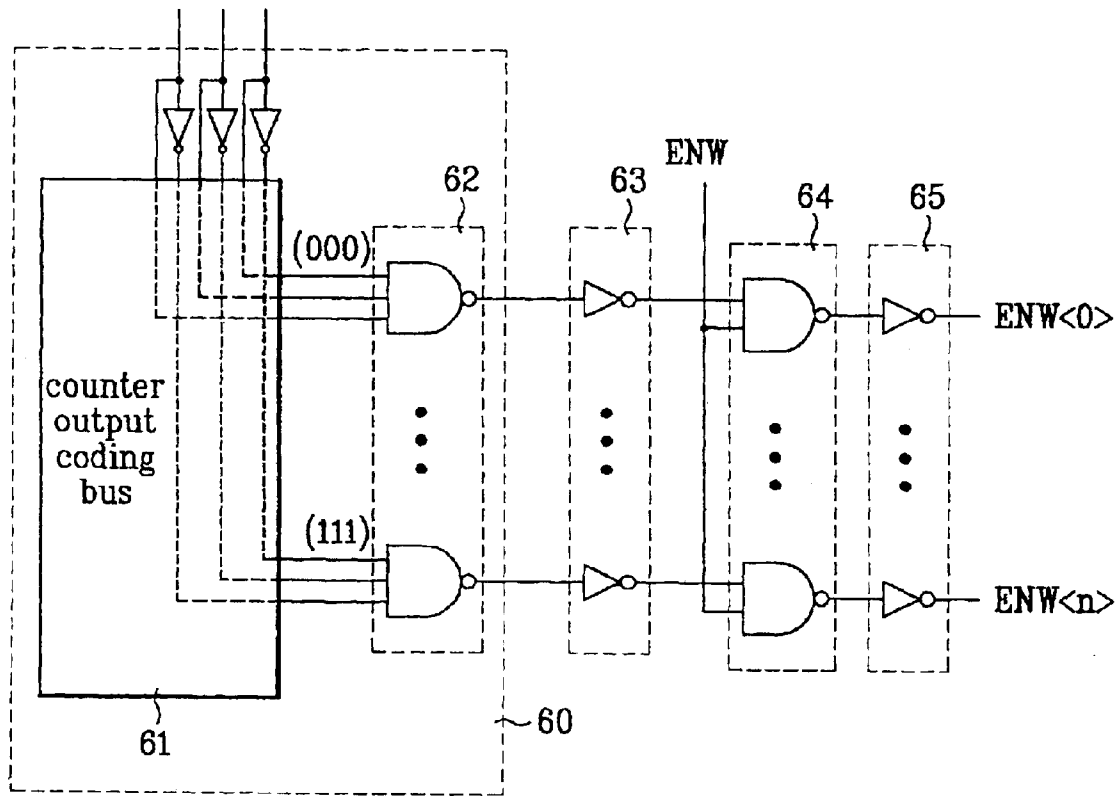 ENW
62
63
64
65
(000)
ENW<0>
counter
output
coding
bus
(111)
ENW<n>
61
60